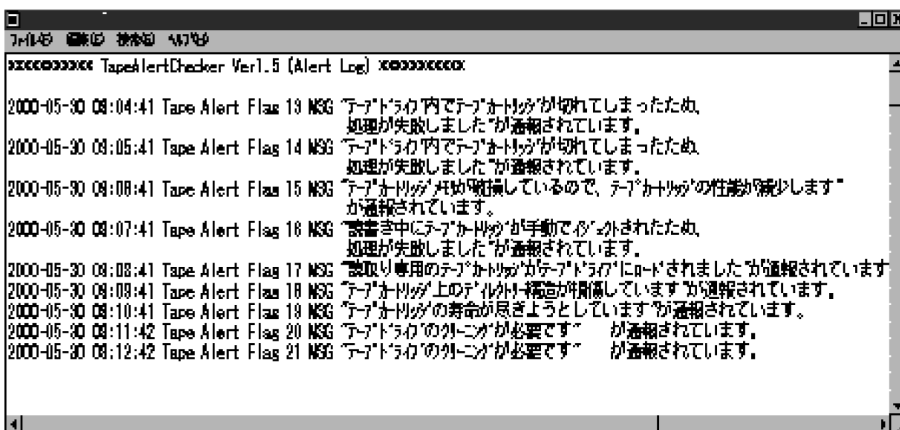 ファイル(F) 編集(E) 検索(S) ヘルプ(H)
TapeAlertChecker Ver1.5 (Alert Log)
2000-05-30 09:04:41 Tape Alert Flag 13 MSG "テープドライブ内でテープカートリッジが切れてしまったため、
処理が失敗しました"が通報されています。
2000-05-30 09:05:41 Tape Alert Flag 14 MSG "テープドライブ内でテープカートリッジが切れてしまったため、
処理が失敗しました"が通報されています。
2000-05-30 09:06:41 Tape Alert Flag 15 MSG "テープカートリッジメモリが破損しているので、テープカートリッジの性能が減少します"
が通報されています。
2000-05-30 09:07:41 Tape Alert Flag 16 MSG "読書き中にテープカートリッジが手動でイジェクトされたため、
処理が失敗しました"が通報されています。
2000-05-30 09:08:41 Tape Alert Flag 17 MSG "読取り専用のテープカートリッジがテープドライブにロードされました"が通報されています
2000-05-30 09:09:41 Tape Alert Flag 18 MSG "テープカートリッジ上のディレクトリ構造が損傷しています"が通報されています。
2000-05-30 09:10:41 Tape Alert Flag 19 MSG "テープカートリッジの寿命が尽きようとしています"が通報されています。
2000-05-30 09:11:42 Tape Alert Flag 20 MSG "テープドライブのクリーニングが必要です" が通報されています。
2000-05-30 09:12:42 Tape Alert Flag 21 MSG "テープドライブのクリーニングが必要です" が通報されています。